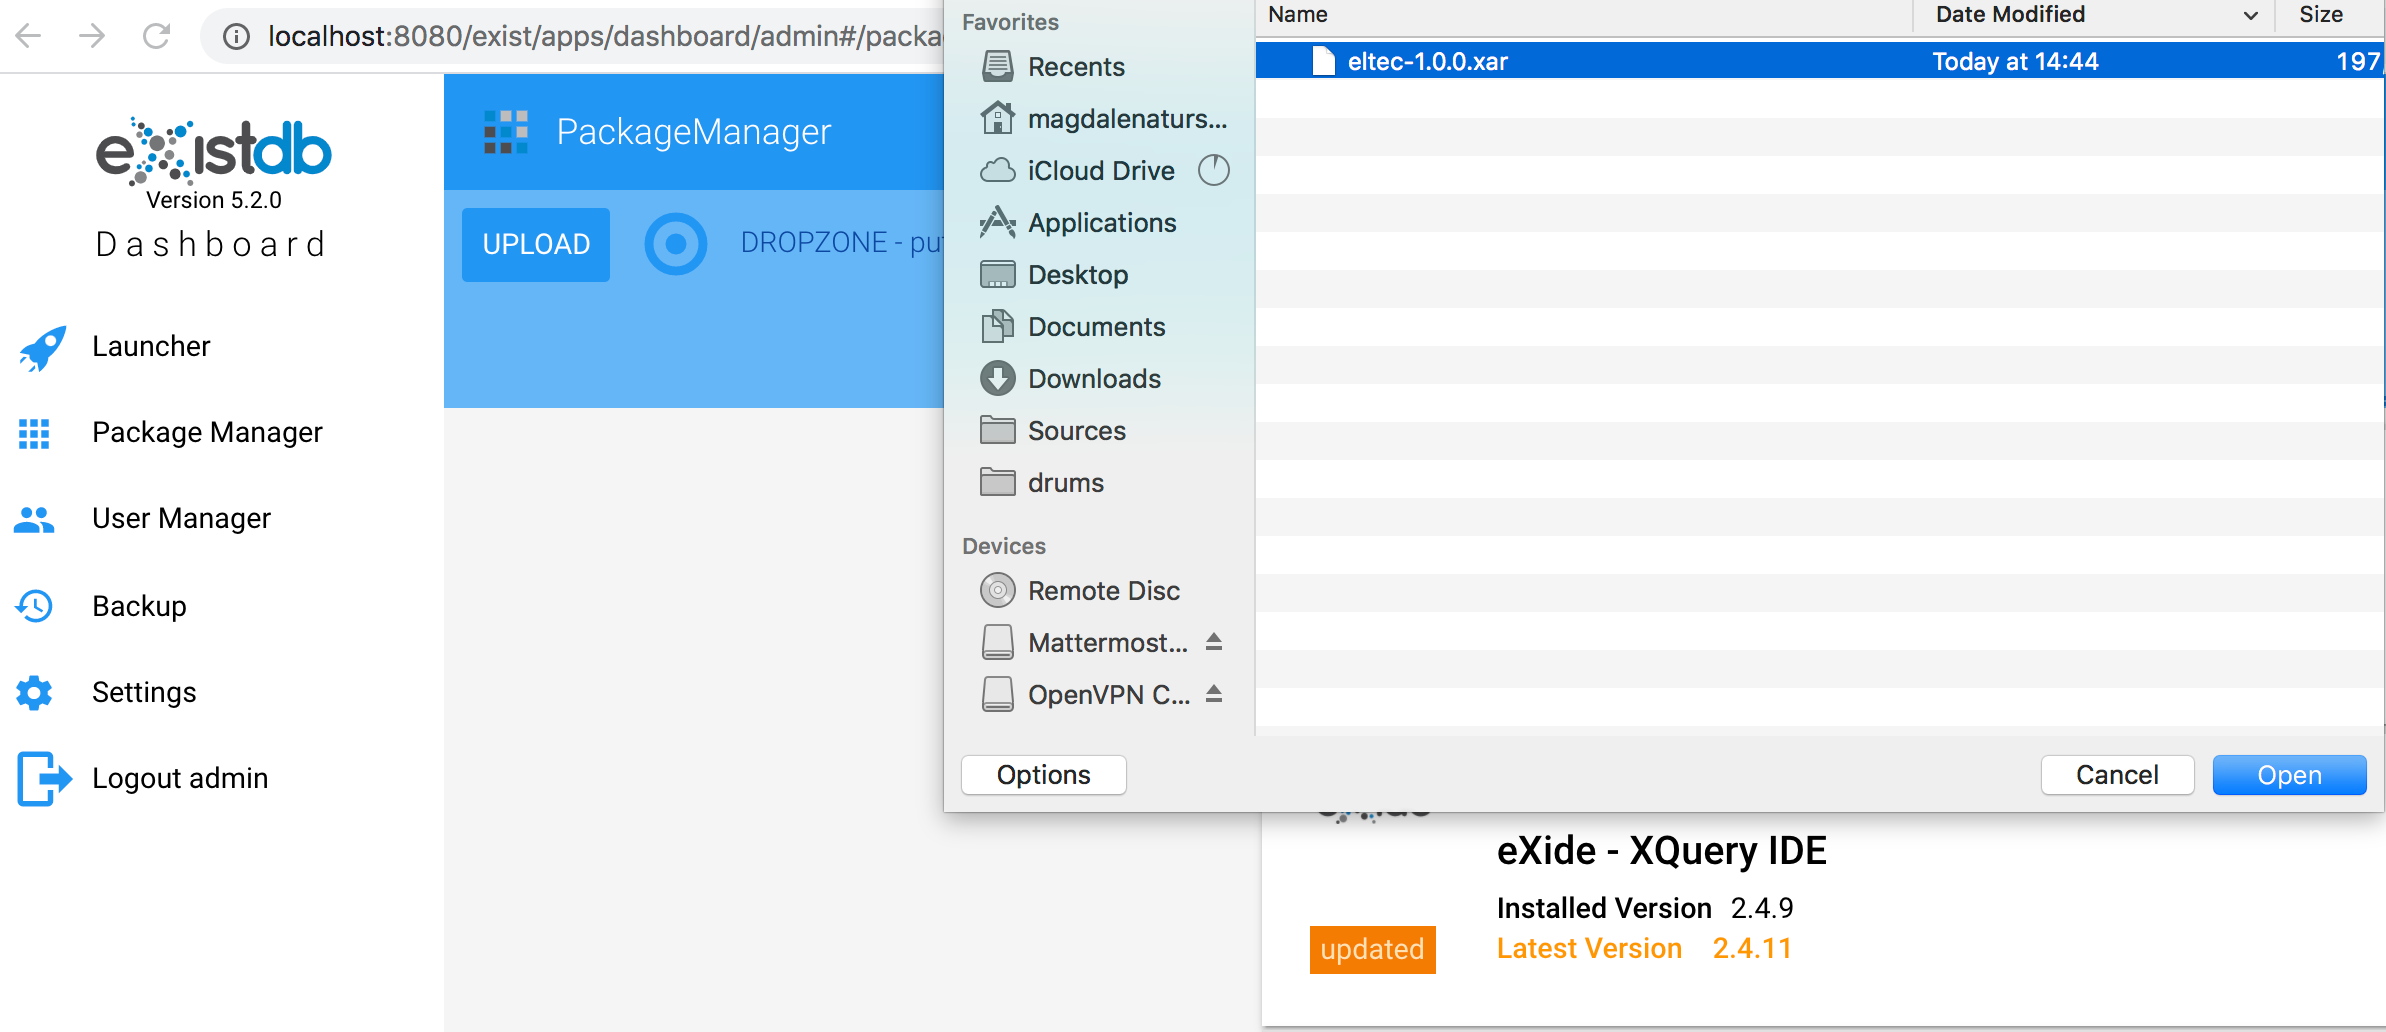 localhost:8080/exist/apps/dashboard/admin#/packa
existdb
Version 5.2.0
Dashboard
Launcher
Package Manager
User Manager
Backup
Settings
Logout admin
PackageManager
UPLOAD
DROPZONE - pu
Favorites
Recents
magdalenaturs...
iCloud Drive
Applications
Desktop
Documents
Downloads
Sources
drums
Devices
Remote Disc
Mattermost...
OpenVPN C...
Name Date Modified Size
eltec-1.0.0.xar Today at 14:44 197
Options Cancel Open
eXide - XQuery IDE
Installed Version 2.4.9
updated
Latest Version 2.4.11